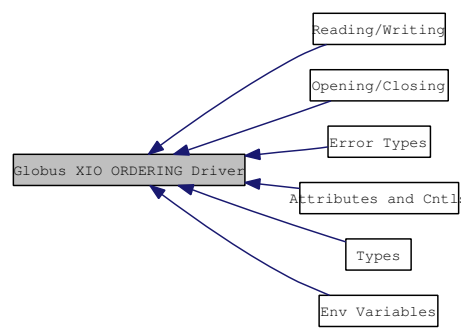 Reading/Writing
Opening/Closing
Error Types
Globus XIO ORDERING Driver
Attributes and Cntls
Types
Env Variables